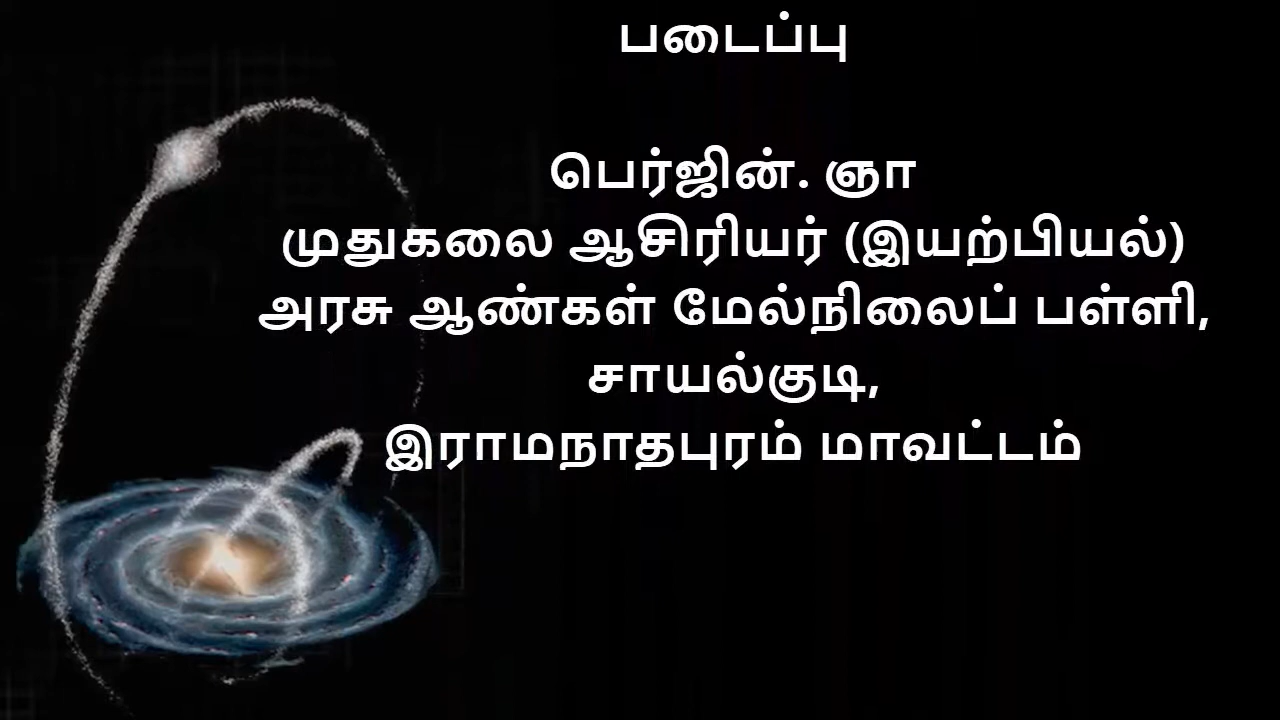 படைப்பு
பெர்ஜின். ஞா
முதுகலை ஆசிரியர் (இயற்பியல்)
அரசு ஆண்கள் மேல்நிலைப் பள்ளி,
சாயல்குடி,
இராமநாதபுரம் மாவட்டம்